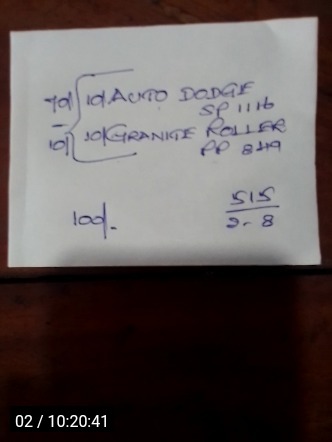 70/ 10/ AUTO DODGE
SP 1116
10/ 10/ GRANITE ROLLER
PP 849
100/.
515
2-8
02 / 10:20:41